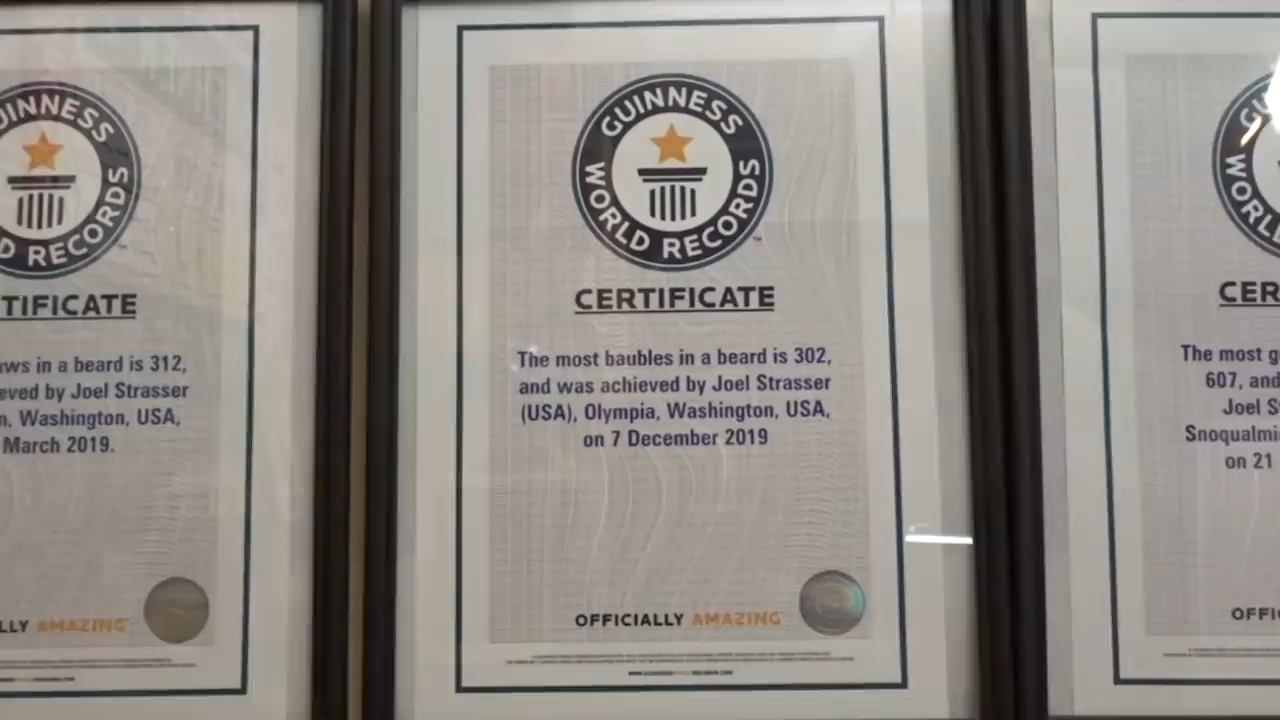 UINNESS
D RECORDS
TIFICATE
aws in a beard is 312,
eved by Joel Strasser
n, Washington, USA,
March 2019.
LLY AMAZING
GUINNESS
WORLD RECORDS
CERTIFICATE
The most baubles in a beard is 302,
and was achieved by Joel Strasser
(USA), Olympia, Washington, USA,
on 7 December 2019
OFFICIALLY AMAZING
WORL
CER
The most g
607, and
Joel S
Snoqualmi
on 21
OFFI